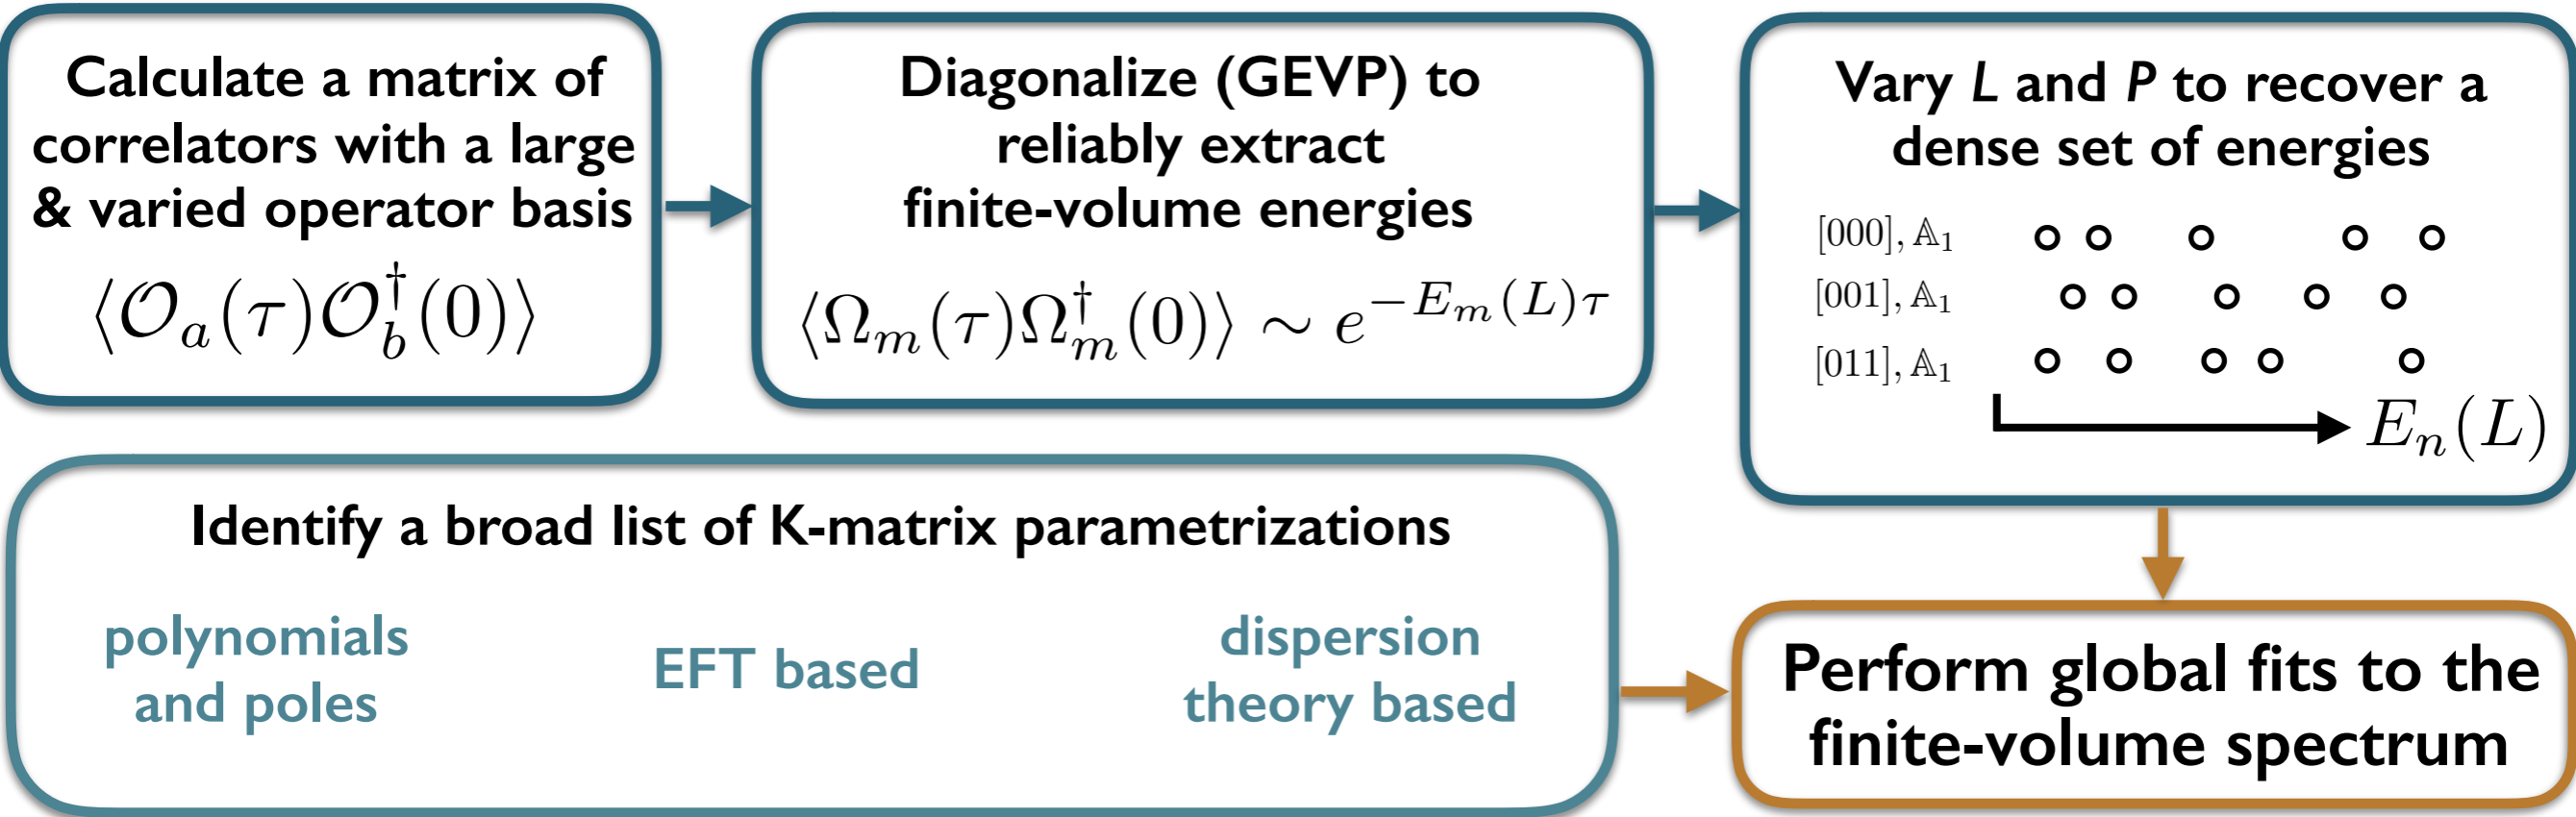 Calculate a matrix of
correlators with a large
& varied operator basis
⟨𝒪_a(τ)𝒪_b^†(0)⟩
Diagonalize (GEVP) to
reliably extract
finite-volume energies
⟨Ω_m(τ)Ω_m^†(0)⟩ ∼ e^{−E_m(L)τ}
Vary L and P to recover a
dense set of energies
[000], 𝔸₁
[001], 𝔸₁
[011], 𝔸₁
E_n(L)
Identify a broad list of K-matrix parametrizations
polynomials
and poles
EFT based
dispersion
theory based
Perform global fits to the
finite-volume spectrum